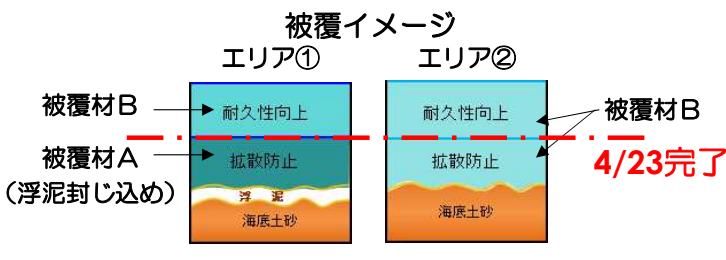 被覆イメージ
エリア① エリア②
被覆材B 耐久性向上 耐久性向上 被覆材B
被覆材A 拡散防止 拡散防止 4/23完了
(浮泥封じ込め) 浮 泥
海底土砂 海底土砂